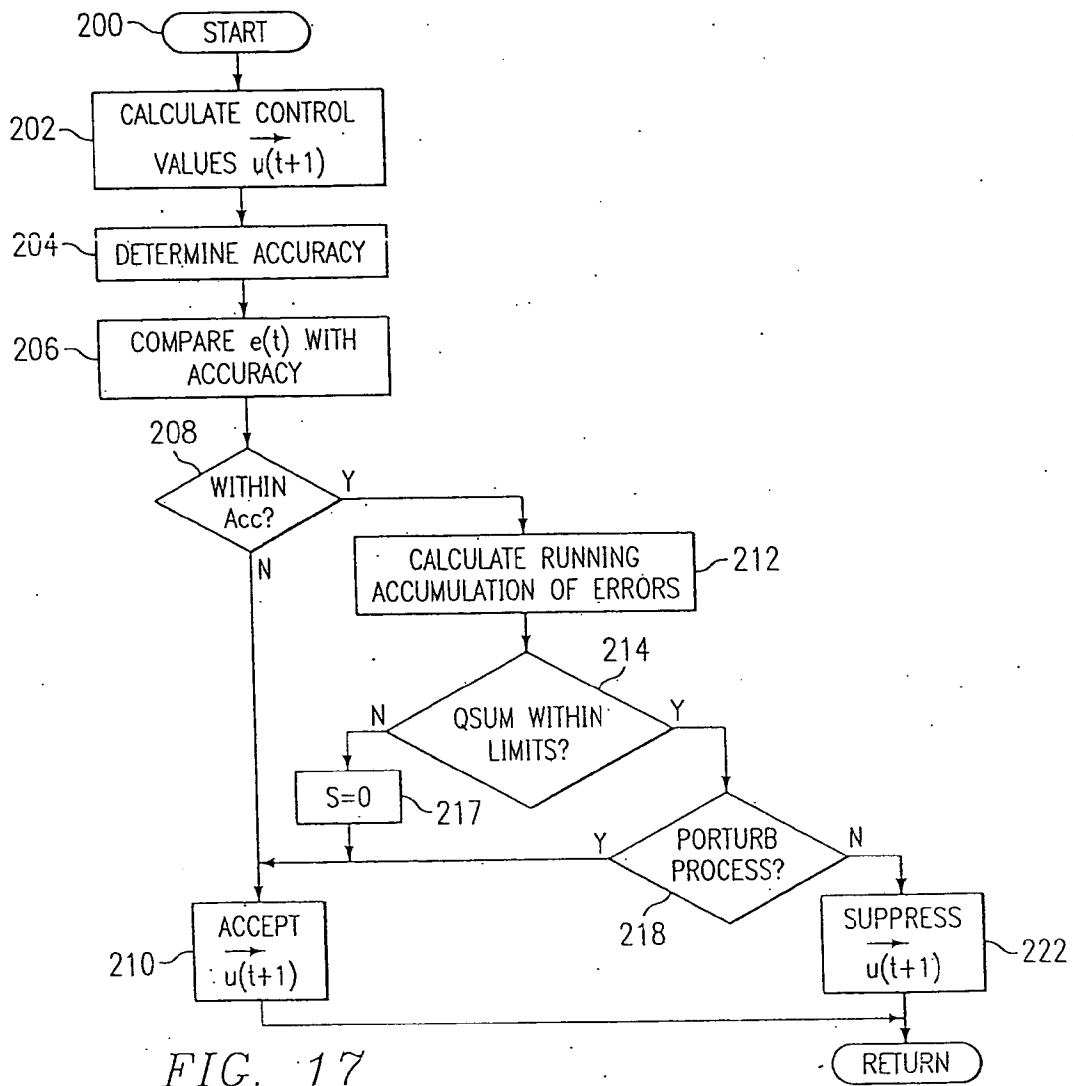 200
START
202
CALCULATE CONTROL
VALUES u(t+1)
204
DETERMINE ACCURACY
206
COMPARE e(t) WITH
ACCURACY
208
WITHIN
Acc?
Y
N
CALCULATE RUNNING
ACCUMULATION OF ERRORS
212
214
QSUM WITHIN
LIMITS?
N
Y
S=0
217
PORTURB
PROCESS?
Y
N
218
210
ACCEPT
u(t+1)
SUPPRESS
u(t+1)
222
RETURN
FIG. 17